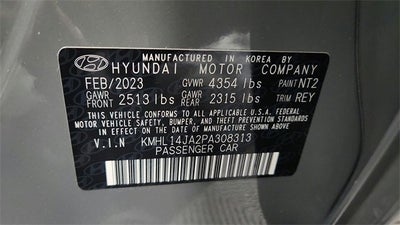 MANUFACTURED IN KOREA BY
HYUNDAI MOTOR COMPANY
FEB/2023 GVWR 4354 lbs PAINT NT2
GAWR FRONT 2513 lbs GAWR REAR 2315 lbs TRIM REY
THIS VEHICLE CONFORMS TO ALL APPLICABLE U.S.A FEDERAL
MOTOR VEHICLE SAFETY, BUMPER, AND THEFT PREVENTION
STANDARDS IN EFFECT ON THE DATE OF MANUFACTURE SHOWN ABOVE.
V.I.N KMHL14JA2PA308313
PASSENGER CAR